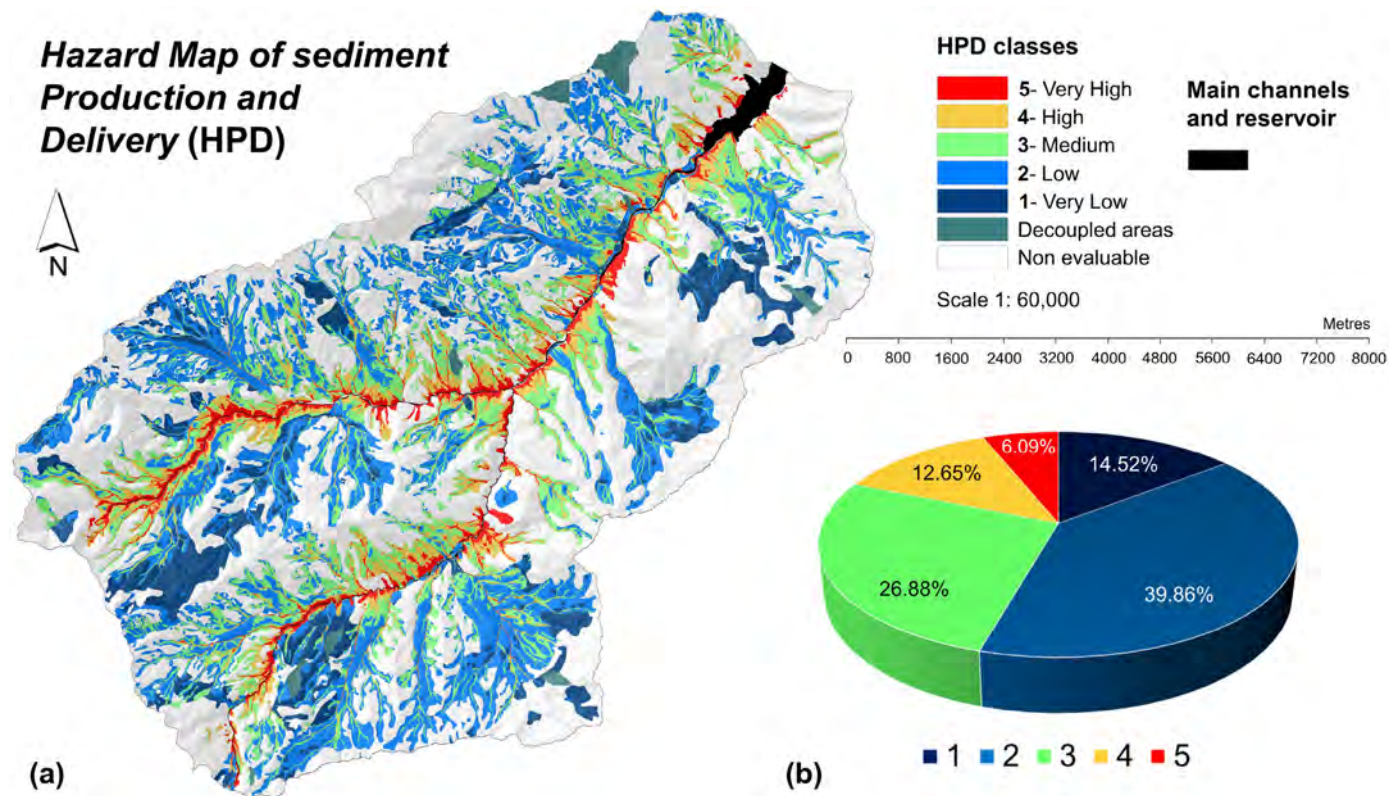 Hazard Map of sediment
Production and
Delivery (HPD)
N
HPD classes
5- Very High
4- High
3- Medium
2- Low
1- Very Low
Decoupled areas
Non evaluable
Main channels
and reservoir
Scale 1: 60,000
Metres
0 800 1600 2400 3200 4000 4800 5600 6400 7200 8000
6.09%
14.52%
12.65%
26.88%
39.86%
1 2 3 4 5
(a)
(b)